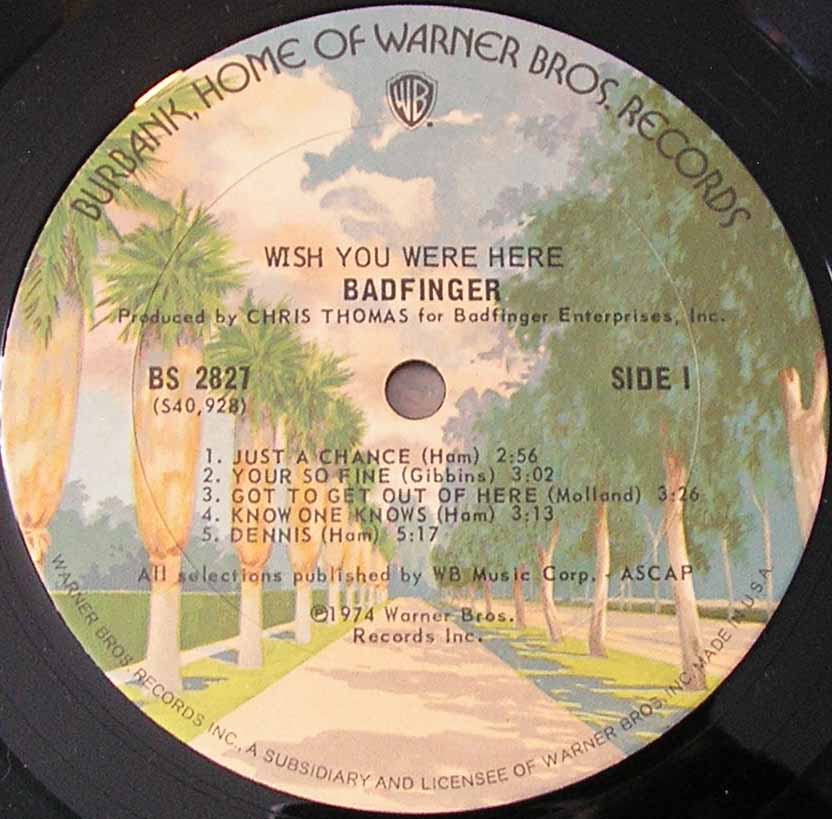 BURBANK, HOME OF WARNER BROS. RECORDS
WB
WISH YOU WERE HERE
BADFINGER
Produced by CHRIS THOMAS for Badfinger Enterprises, Inc.
BS 2827
(S40,928)
SIDE 1
1. JUST A CHANCE (Ham) 2:56
2. YOUR SO FINE (Gibbins) 3:02
3. GOT TO GET OUT OF HERE (Molland) 3:26
4. KNOW ONE KNOWS (Ham) 3:13
5. DENNIS (Ham) 5:17
All selections published by WB Music Corp. - ASCAP
℗1974 Warner Bros.
Records Inc.
WARNER BROS. RECORDS INC., A SUBSIDIARY AND LICENSEE OF WARNER BROS. INC. MADE IN U.S.A.